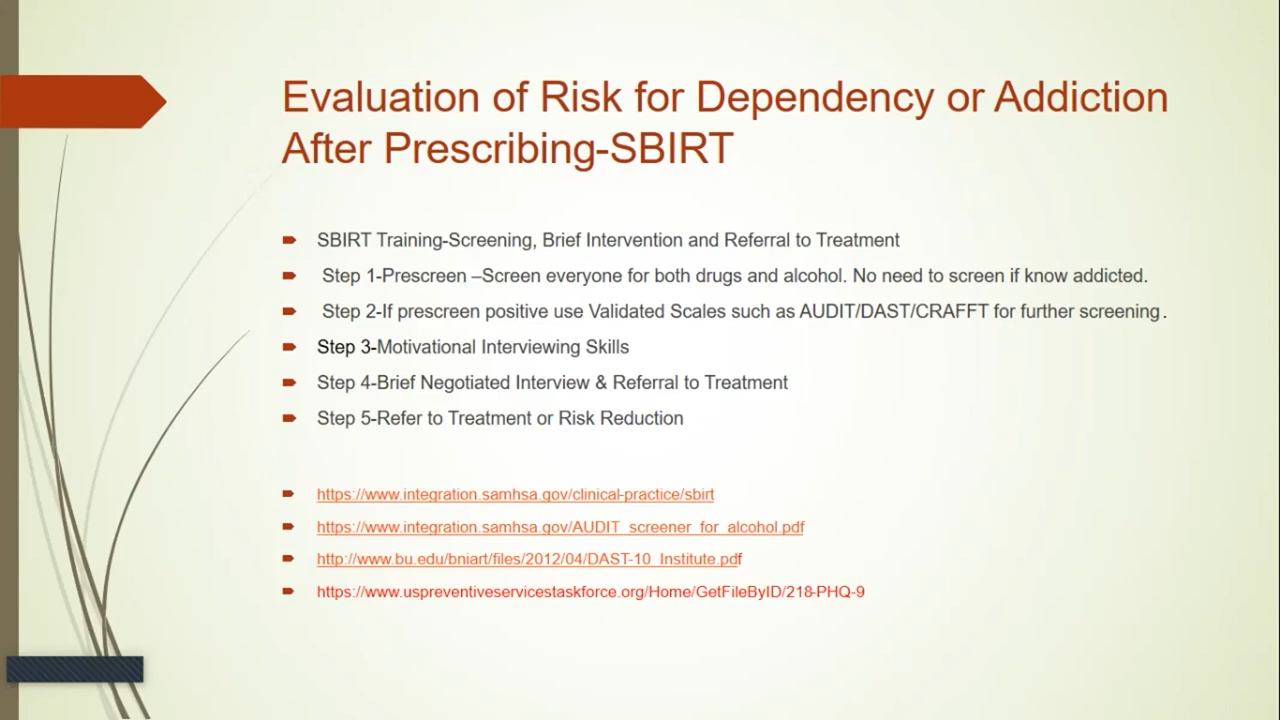 Evaluation of Risk for Dependency or Addiction
After Prescribing-SBIRT
SBIRT Training-Screening, Brief Intervention and Referral to Treatment
Step 1-Prescreen –Screen everyone for both drugs and alcohol. No need to screen if know addicted.
Step 2-If prescreen positive use Validated Scales such as AUDIT/DAST/CRAFFT for further screening.
Step 3-Motivational Interviewing Skills
Step 4-Brief Negotiated Interview & Referral to Treatment
Step 5-Refer to Treatment or Risk Reduction
https://www.integration.samhsa.gov/clinical-practice/sbirt
https://www.integration.samhsa.gov/AUDIT_screener_for_alcohol.pdf
http://www.bu.edu/bniart/files/2012/04/DAST-10_Institute.pdf
https://www.uspreventiveservicestaskforce.org/Home/GetFileByID/218-PHQ-9